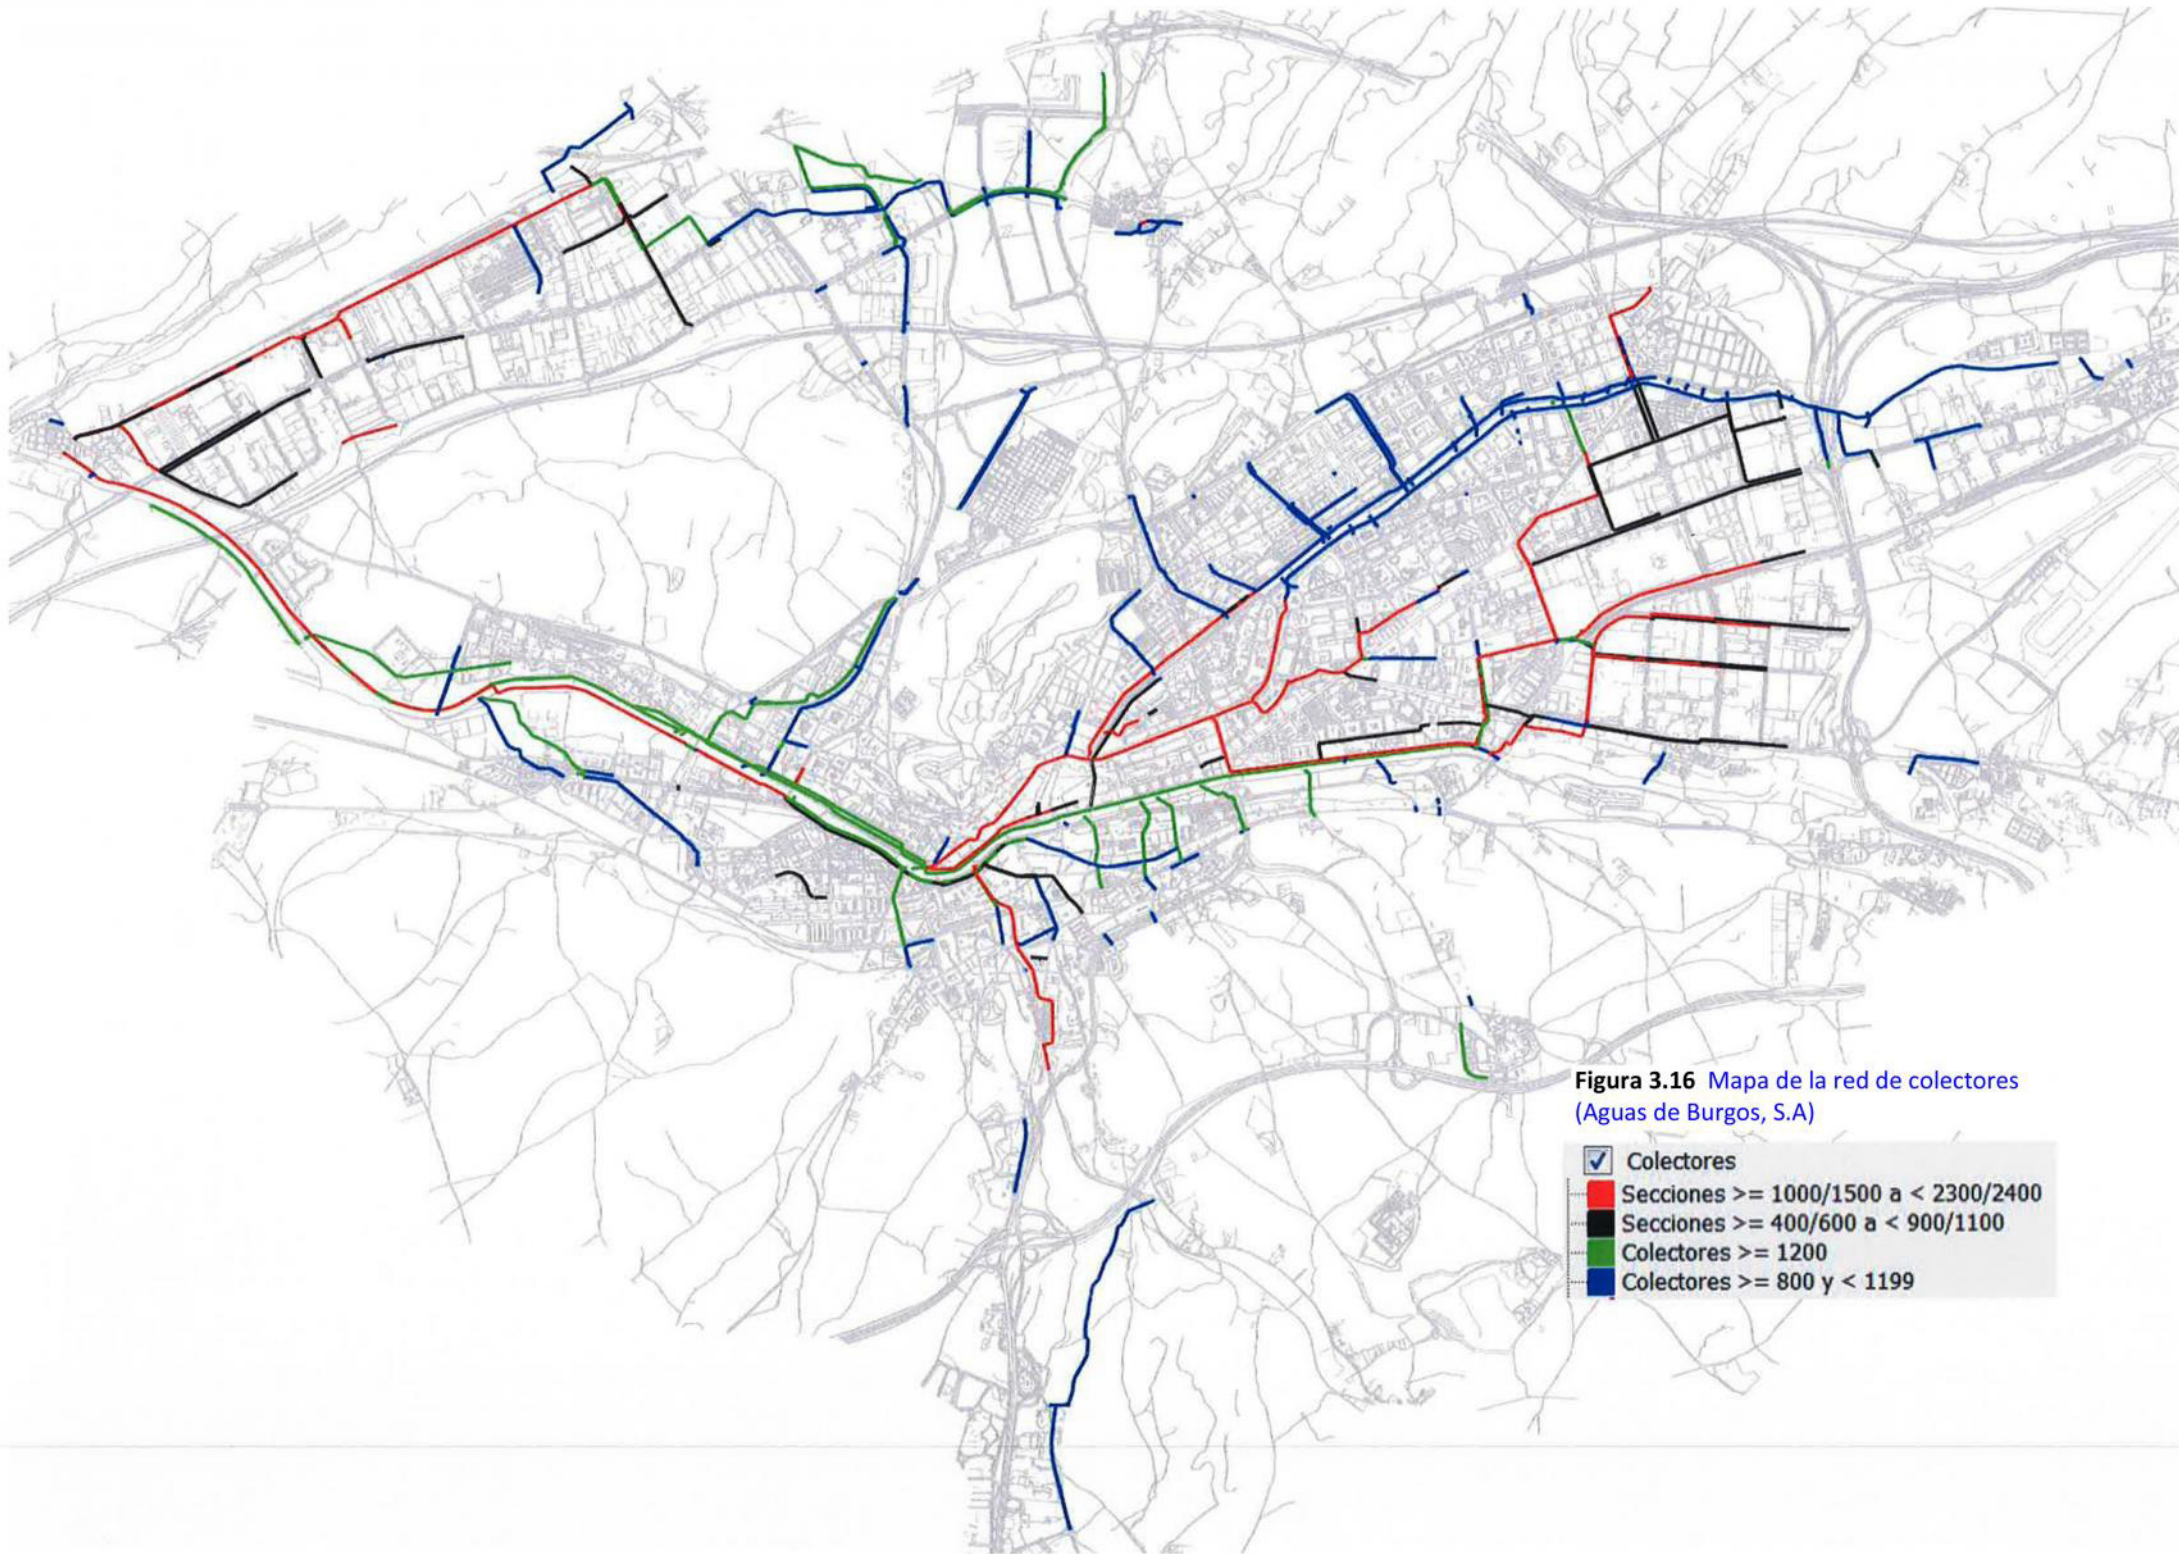 Figura 3.16 Mapa de la red de colectores
(Aguas de Burgos, S.A)
Colectores
Secciones >= 1000/1500 a < 2300/2400
Secciones >= 400/600 a < 900/1100
Colectores >= 1200
Colectores >= 800 y < 1199